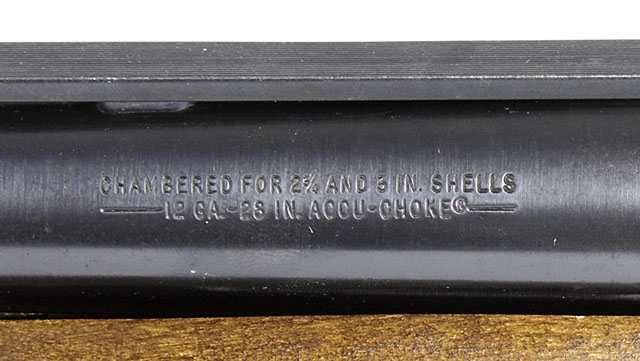 CHAMBERED FOR 2¾ AND 3 IN. SHELLS
12 GA.-28 IN. ACCU-CHOKE®